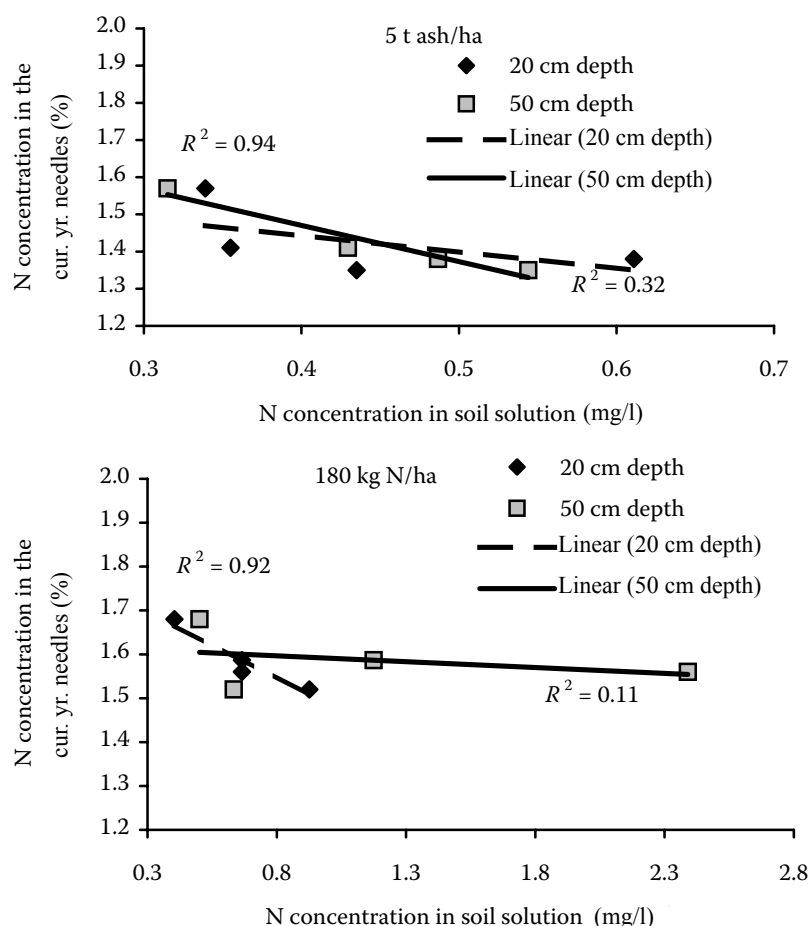 5 t ash/ha
20 cm depth
50 cm depth
Linear (20 cm depth)
Linear (50 cm depth)
R² = 0.94
R² = 0.32
N concentration in the
cur. yr. needles (%)
2.0
1.9
1.8
1.7
1.6
1.5
1.4
1.3
1.2
0.3 0.4 0.5 0.6 0.7
N concentration in soil solution (mg/l)
180 kg N/ha
20 cm depth
50 cm depth
Linear (20 cm depth)
Linear (50 cm depth)
R² = 0.92
R² = 0.11
N concentration in the
cur. yr. needles (%)
2.0
1.9
1.8
1.7
1.6
1.5
1.4
1.3
1.2
0.3 0.8 1.3 1.8 2.3 2.8
N concentration in soil solution (mg/l)